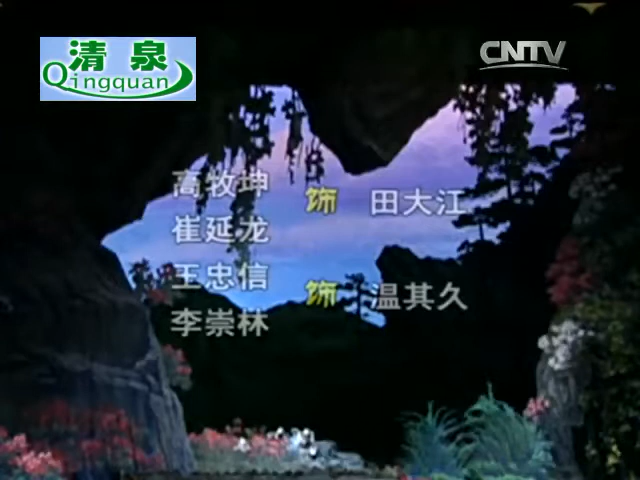 清泉
Qingquan
CNTV
高牧坤 饰 田大江
崔延龙
王忠信 饰 温其久
李崇林